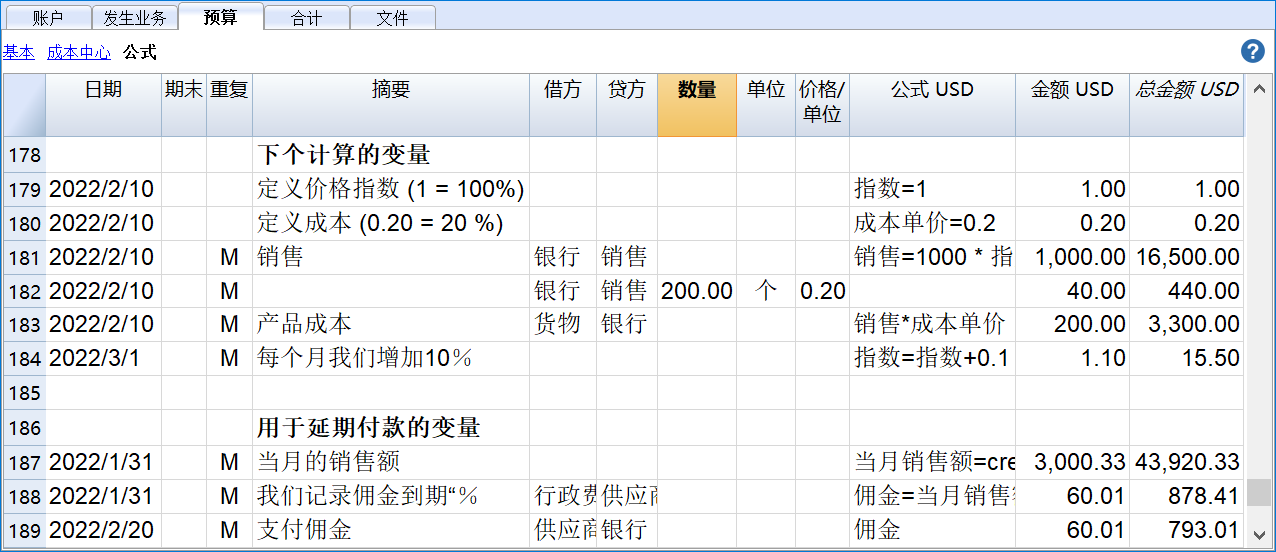 账户 发生业务 预算 合计 文件
基本 成本中心 公式 ?
日期 期末 重复 摘要 借方 贷方 数量 单位 价格/单位 公式 USD 金额 USD 总金额 USD
178 下个计算的变量
179 2022/2/10 定义价格指数 (1 = 100%) 指数=1 1.00 1.00
180 2022/2/10 定义成本 (0.20 = 20 %) 成本单价=0.2 0.20 0.20
181 2022/2/10 M 销售 银行 销售 销售=1000 * 指 1,000.00 16,500.00
182 2022/2/10 M 银行 销售 200.00 个 0.20 40.00 440.00
183 2022/2/10 M 产品成本 货物 银行 销售*成本单价 200.00 3,300.00
184 2022/3/1 M 每个月我们增加10% 指数=指数+0.1 1.10 15.50
185
186 用于延期付款的变量
187 2022/1/31 M 当月的销售额 当月销售额=cre 3,000.33 43,920.33
188 2022/1/31 M 我们记录佣金到期“% 行政费 供应商 佣金=当月销售额 60.01 878.41
189 2022/2/20 M 支付佣金 供应商 银行 佣金 60.01 793.01